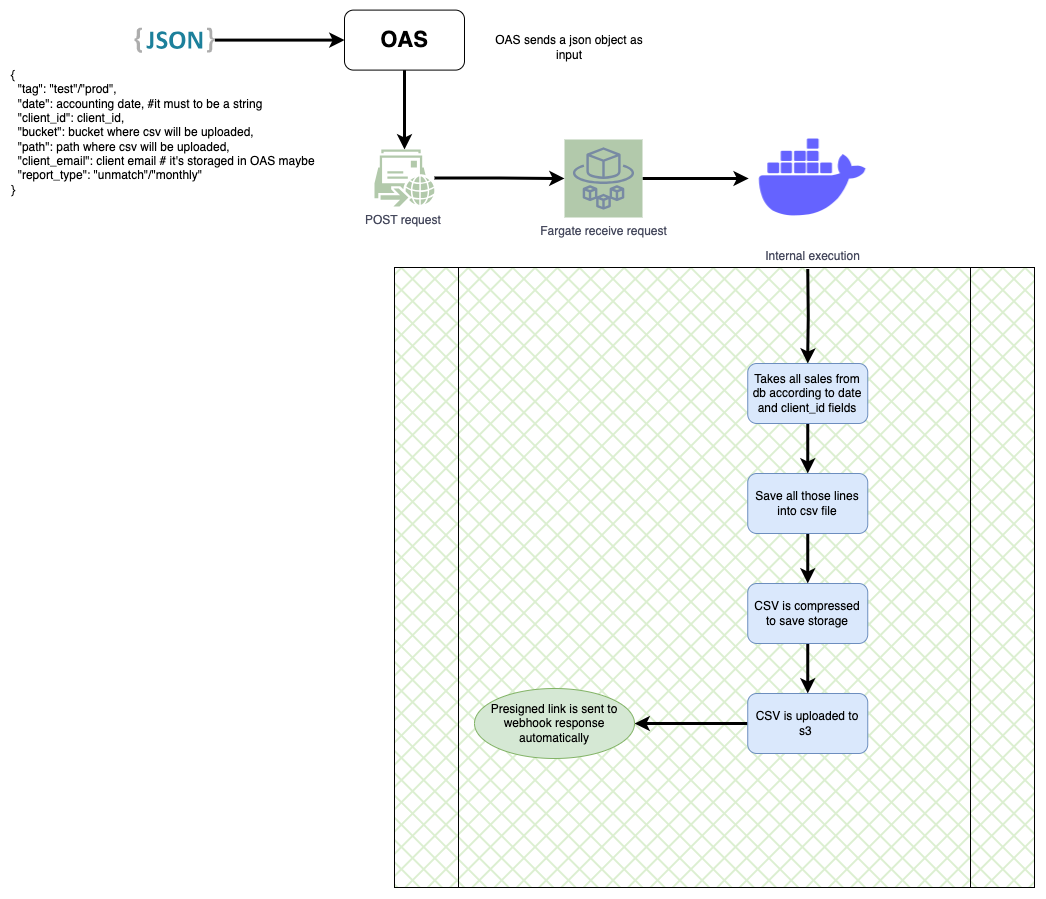 {JSON}
OAS
OAS sends a json object as
input
{
"tag": "test"/"prod",
"date": accounting date, #it must to be a string
"client_id": client_id,
"bucket": bucket where csv will be uploaded,
"path": path where csv will be uploaded,
"client_email": client email # it's storaged in OAS maybe
"report_type": "unmatch"/"monthly"
}
POST request
Fargate receive request
Internal execution
Takes all sales from
db according to date
and client_id fields
Save all those lines
into csv file
CSV is compressed
to save storage
CSV is uploaded to
s3
Presigned link is sent to
webhook response
automatically